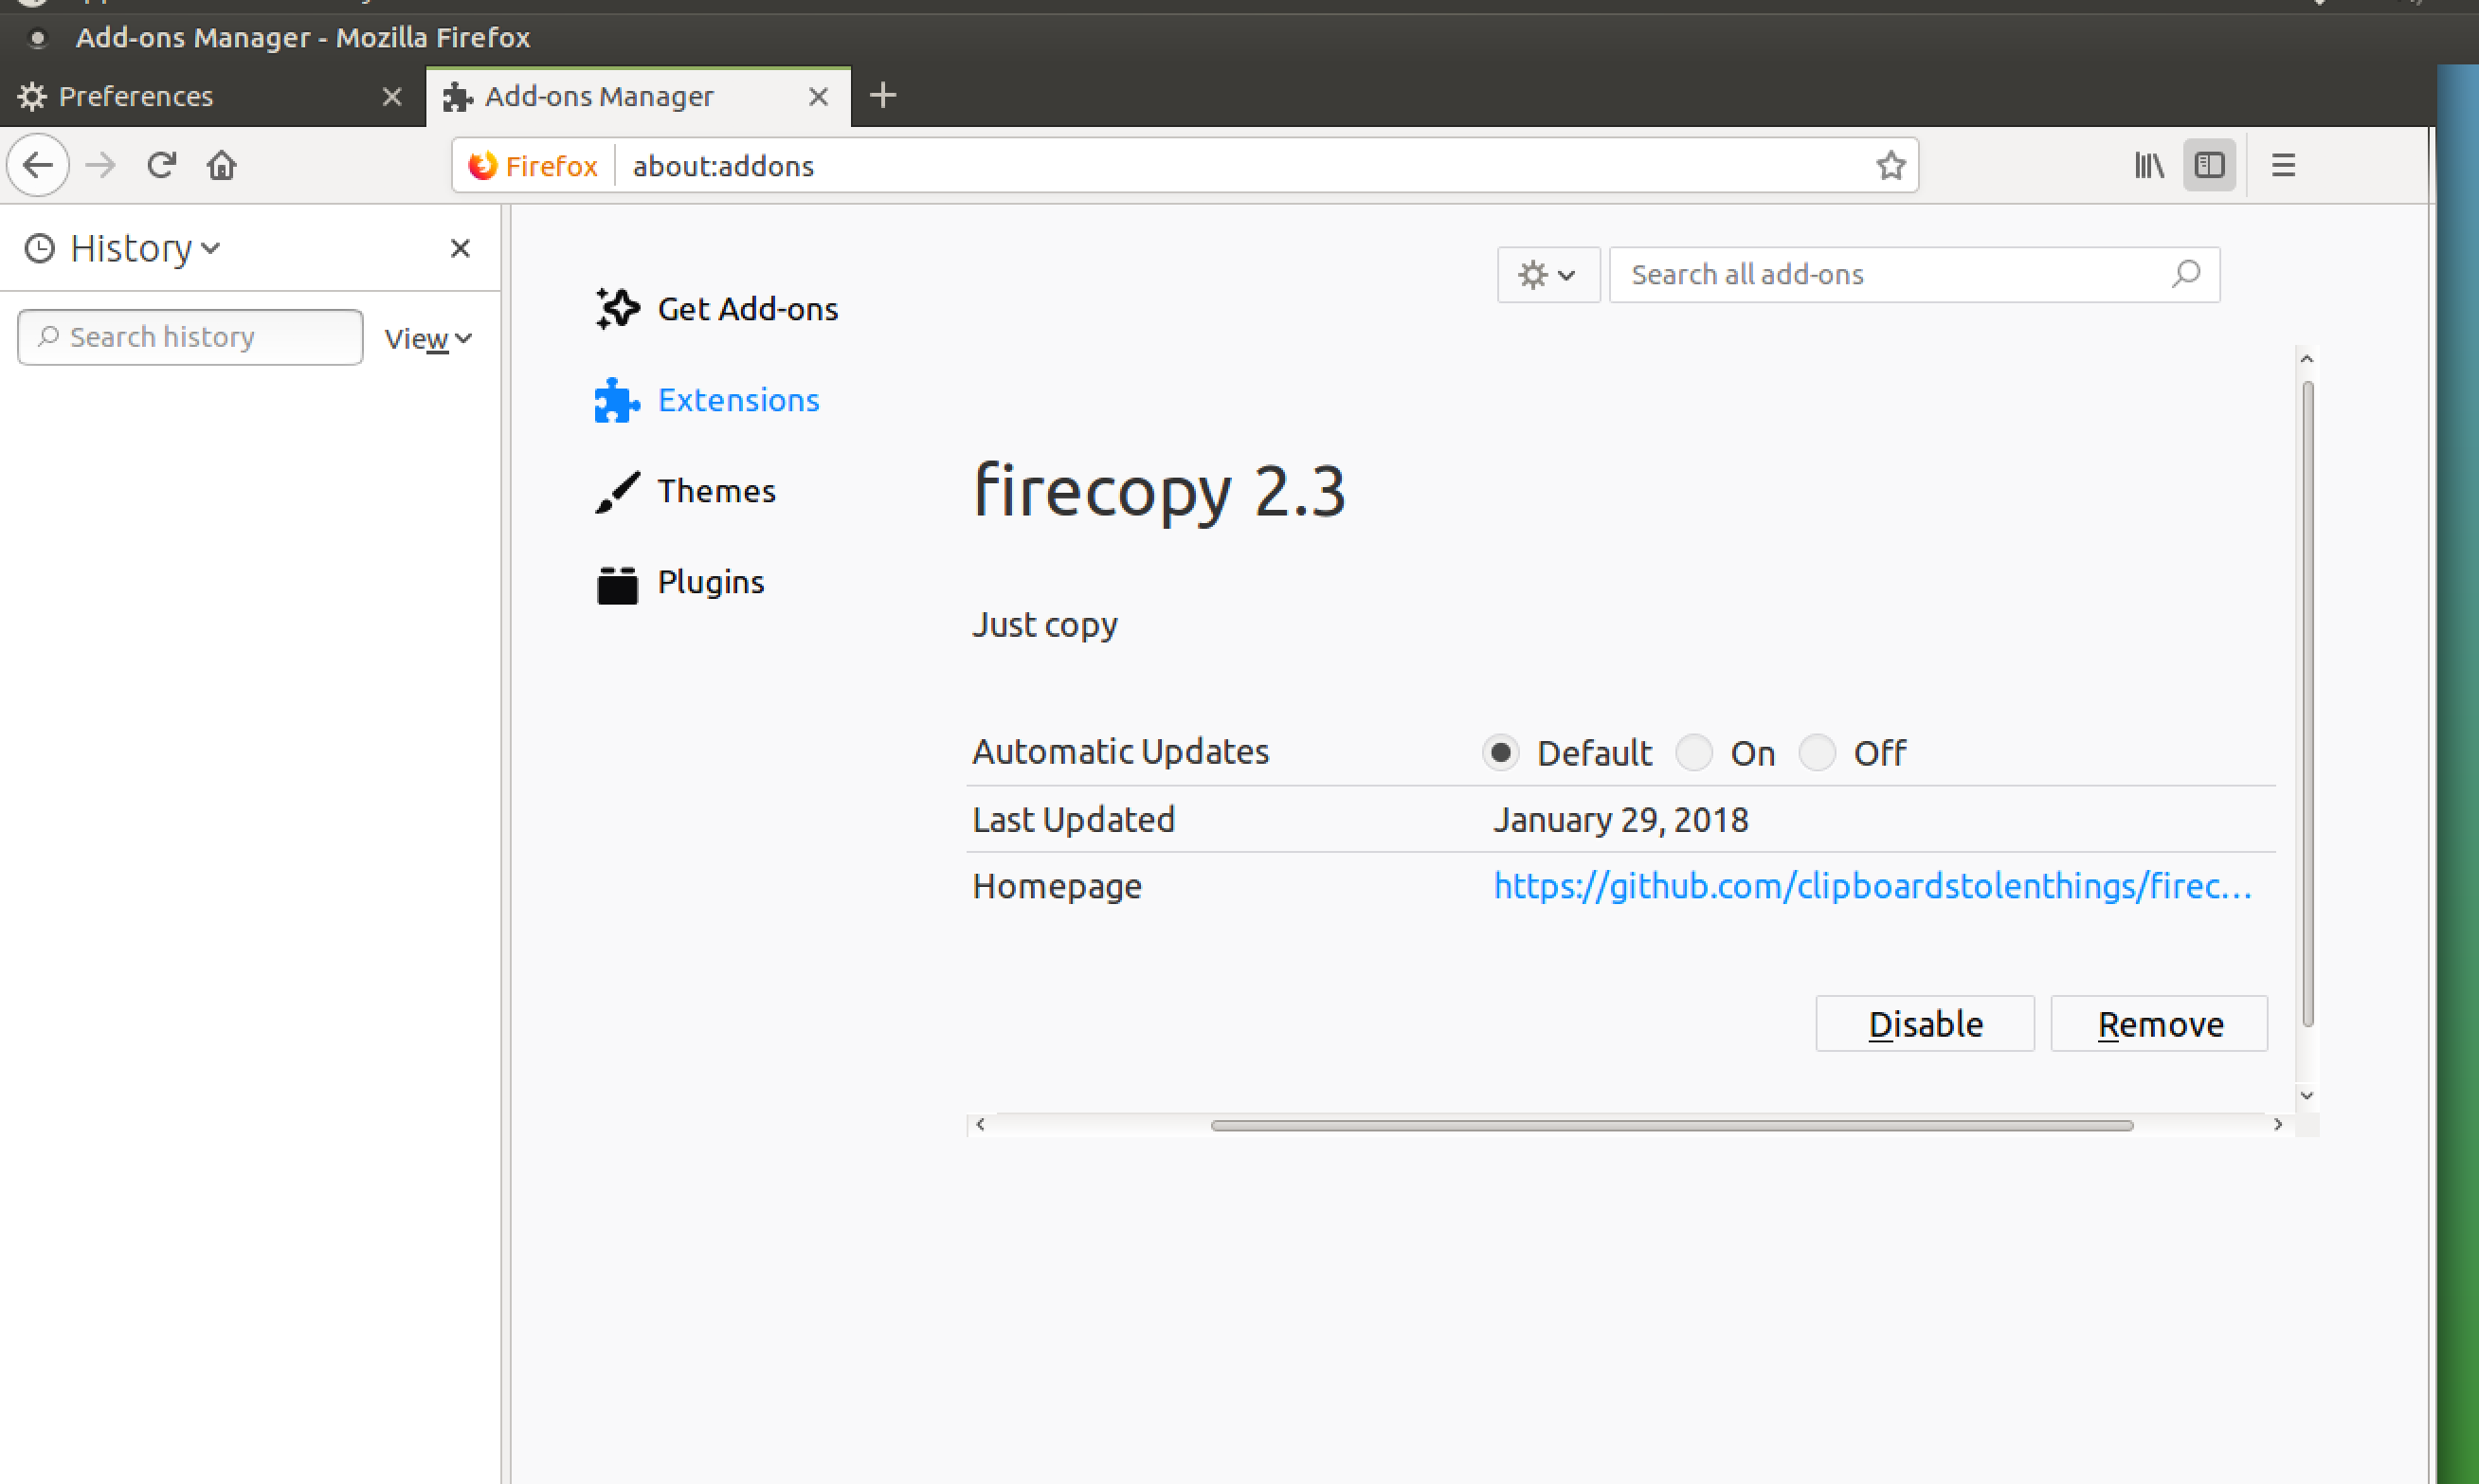 Add-ons Manager - Mozilla Firefox
Preferences
Add-ons Manager
Firefox about:addons
History
Search history View
Search all add-ons
Get Add-ons
Extensions
Themes
Plugins
firecopy 2.3
Just copy
Automatic Updates Default On Off
Last Updated January 29, 2018
Homepage https://github.com/clipboardstolenthings/firec…
Disable Remove